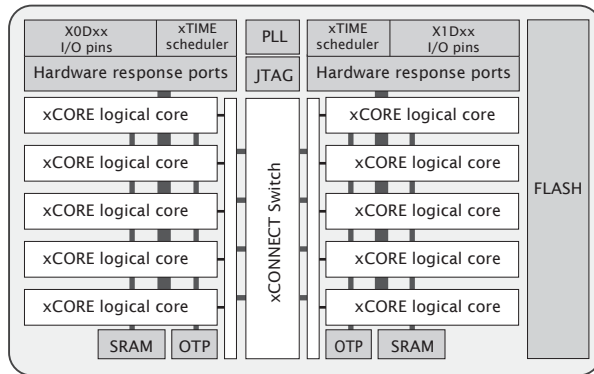 X0Dxx
I/O pins
xTIME
scheduler
PLL
xTIME
scheduler
X1Dxx
I/O pins
Hardware response ports
JTAG
Hardware response ports
xCORE logical core
xCORE logical core
xCORE logical core
xCORE logical core
xCORE logical core
SRAM
OTP
xCONNECT Switch
xCORE logical core
xCORE logical core
xCORE logical core
xCORE logical core
xCORE logical core
OTP
SRAM
FLASH